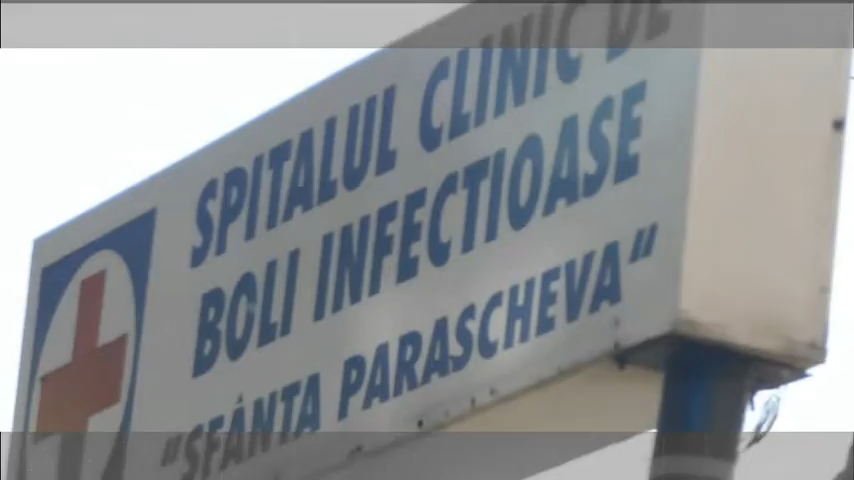 SPITALUL CLINIC DE
BOLI INFECTIOASE
"SFÂNTA PARASCHEVA"